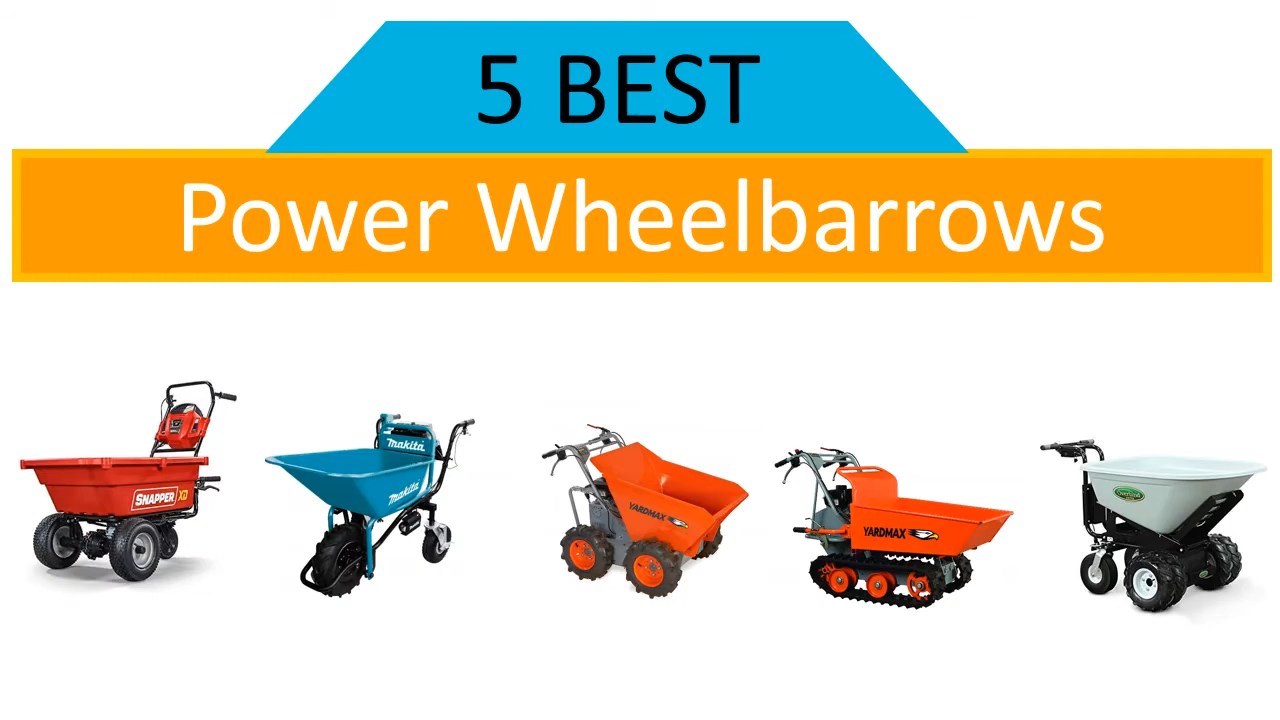 5 BEST
Power Wheelbarrows
SNAPPER XD
makita
makita
YARDMAX
YARDMAX